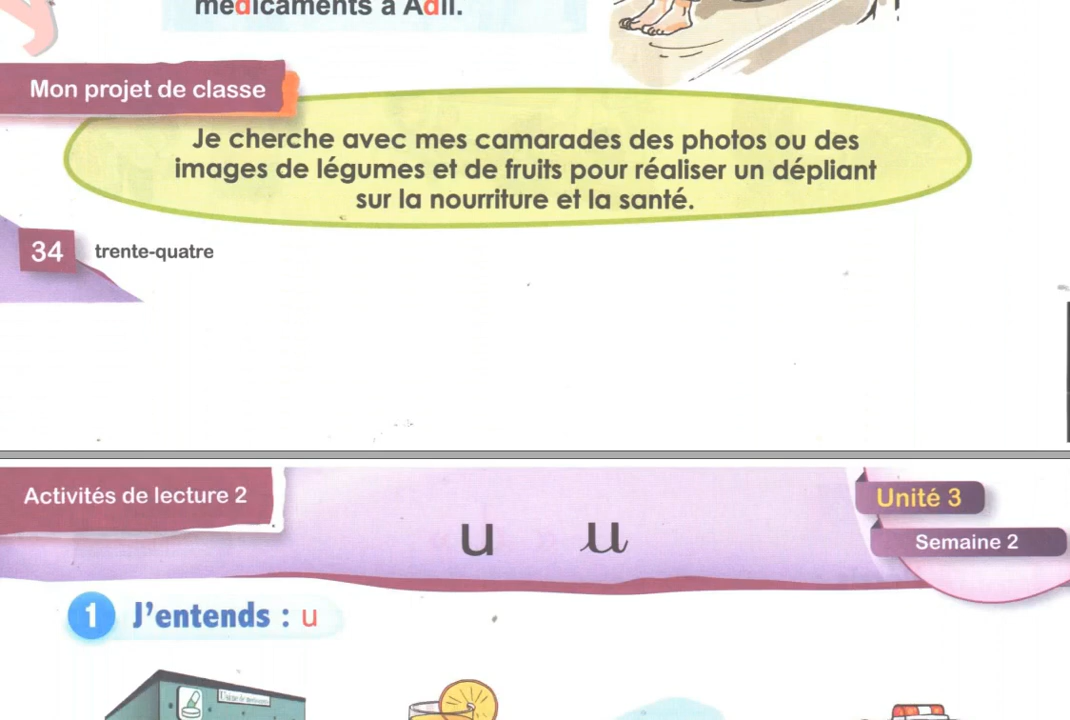 médicaments à Adil.
Mon projet de classe
Je cherche avec mes camarades des photos ou des
images de légumes et de fruits pour réaliser un dépliant
sur la nourriture et la santé.
34 trente-quatre
Activités de lecture 2
Unité 3
u u
Semaine 2
1 J'entends : u